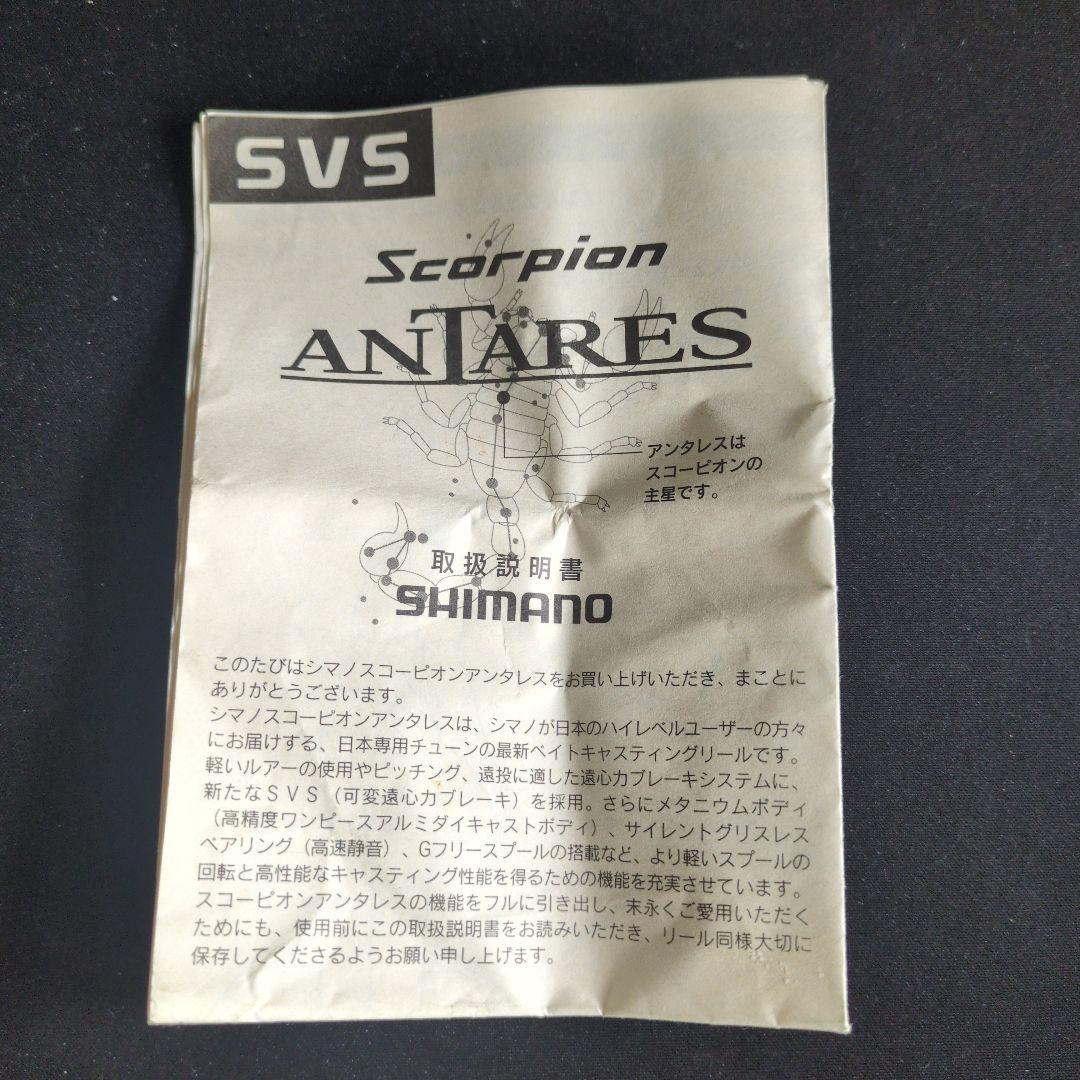 SVS
Scorpion
ANTARES
アンタレスは
スコーピオンの
主星です。
取扱説明書
SHIMANO
このたびはシマノスコーピオンアンタレスをお買い上げいただき、まことに
ありがとうございます。
シマノスコーピオンアンタレスは、シマノが日本のハイレベルユーザーの方々
にお届けする、日本専用チューンの最新ベイトキャスティングリールです。
軽いルアーの使用やピッチング、遠投に適した遠心力ブレーキシステムに、
新たなSVS（可変遠心力ブレーキ）を採用。さらにメタニウムボディ
（高精度ワンピースアルミダイキャストボディ）、サイレントグリスレス
ベアリング（高速静音）、Gフリースプールの搭載など、より軽いスプールの
回転と高性能なキャスティング性能を得るための機能を充実させています。
スコーピオンアンタレスの機能をフルに引き出し、末永くご愛用いただく
ためにも、使用前にこの取扱説明書をお読みいただき、リール同様大切に
保存してくださるようお願い申し上げます。